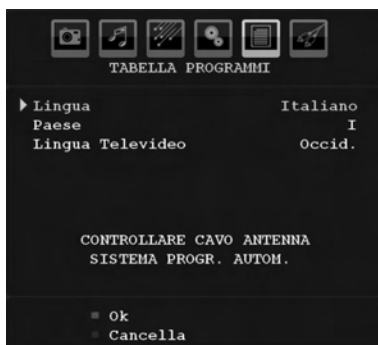 TABELLA PROGRAMMI
Lingua Italiano
Paese I
Lingua Televideo Occid.
CONTROLLARE CAVO ANTENNA
SISTEMA PROGR. AUTOM.
Ok
Cancella